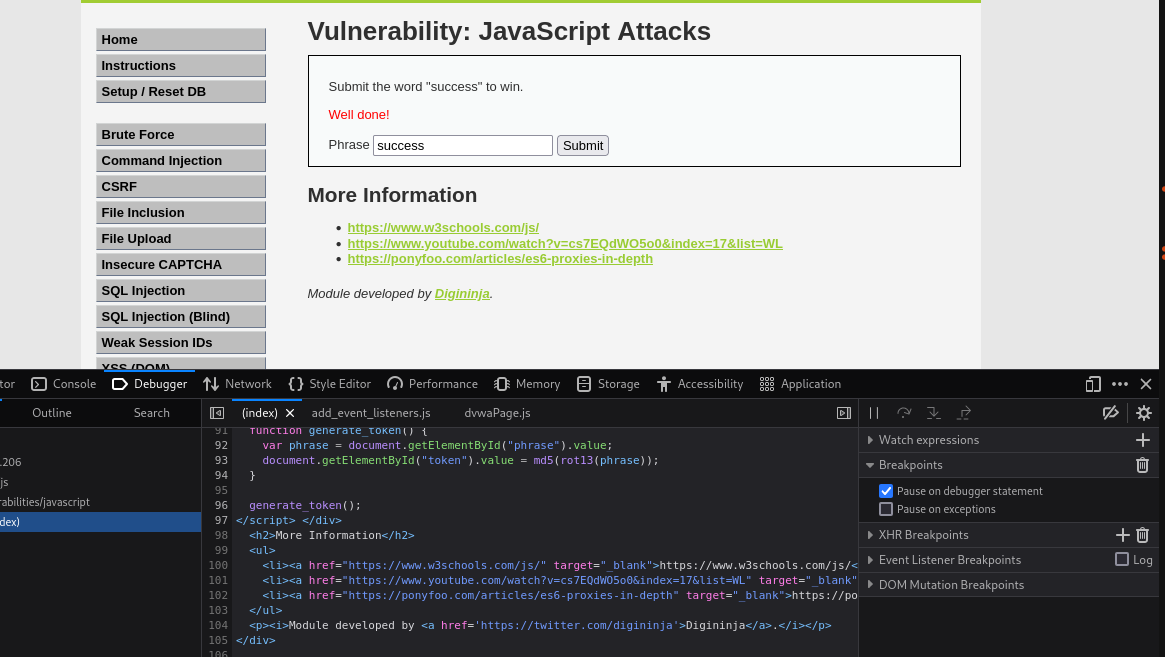 Vulnerability: JavaScript Attacks
Home
Instructions
Setup / Reset DB
Brute Force
Command Injection
CSRF
File Inclusion
File Upload
Insecure CAPTCHA
SQL Injection
SQL Injection (Blind)
Weak Session IDs
XSS (DOM)
Submit the word "success" to win.
Well done!
Phrase success Submit
More Information
• https://www.w3schools.com/js/
• https://www.youtube.com/watch?v=cs7EQdWO5o0&index=17&list=WL
• https://ponyfoo.com/articles/es6-proxies-in-depth
Module developed by Digininja.
tor Console Debugger Network Style Editor Performance Memory Storage Accessibility Application
Outline Search
.206
js
rabilities/javascript
dex)
(index) add_event_listeners.js dvwaPage.js
91 function generate_token() {
92 var phrase = document.getElementById("phrase").value;
93 document.getElementById("token").value = md5(rot13(phrase));
94 }
95
96 generate_token();
97 </script> </div>
98 <h2>More Information</h2>
99 <ul>
100 <li><a href="https://www.w3schools.com/js/" target="_blank">https://www.w3schools.com/js/<
101 <li><a href="https://www.youtube.com/watch?v=cs7EQdWO5o0&index=17&list=WL" target="_blank"
102 <li><a href="https://ponyfoo.com/articles/es6-proxies-in-depth" target="_blank">https://po
103 </ul>
104 <p><i>Module developed by <a href='https://twitter.com/digininja'>Digininja</a>.</i></p>
105 </div>
106
Watch expressions
Breakpoints
Pause on debugger statement
Pause on exceptions
XHR Breakpoints
Event Listener Breakpoints Log
DOM Mutation Breakpoints